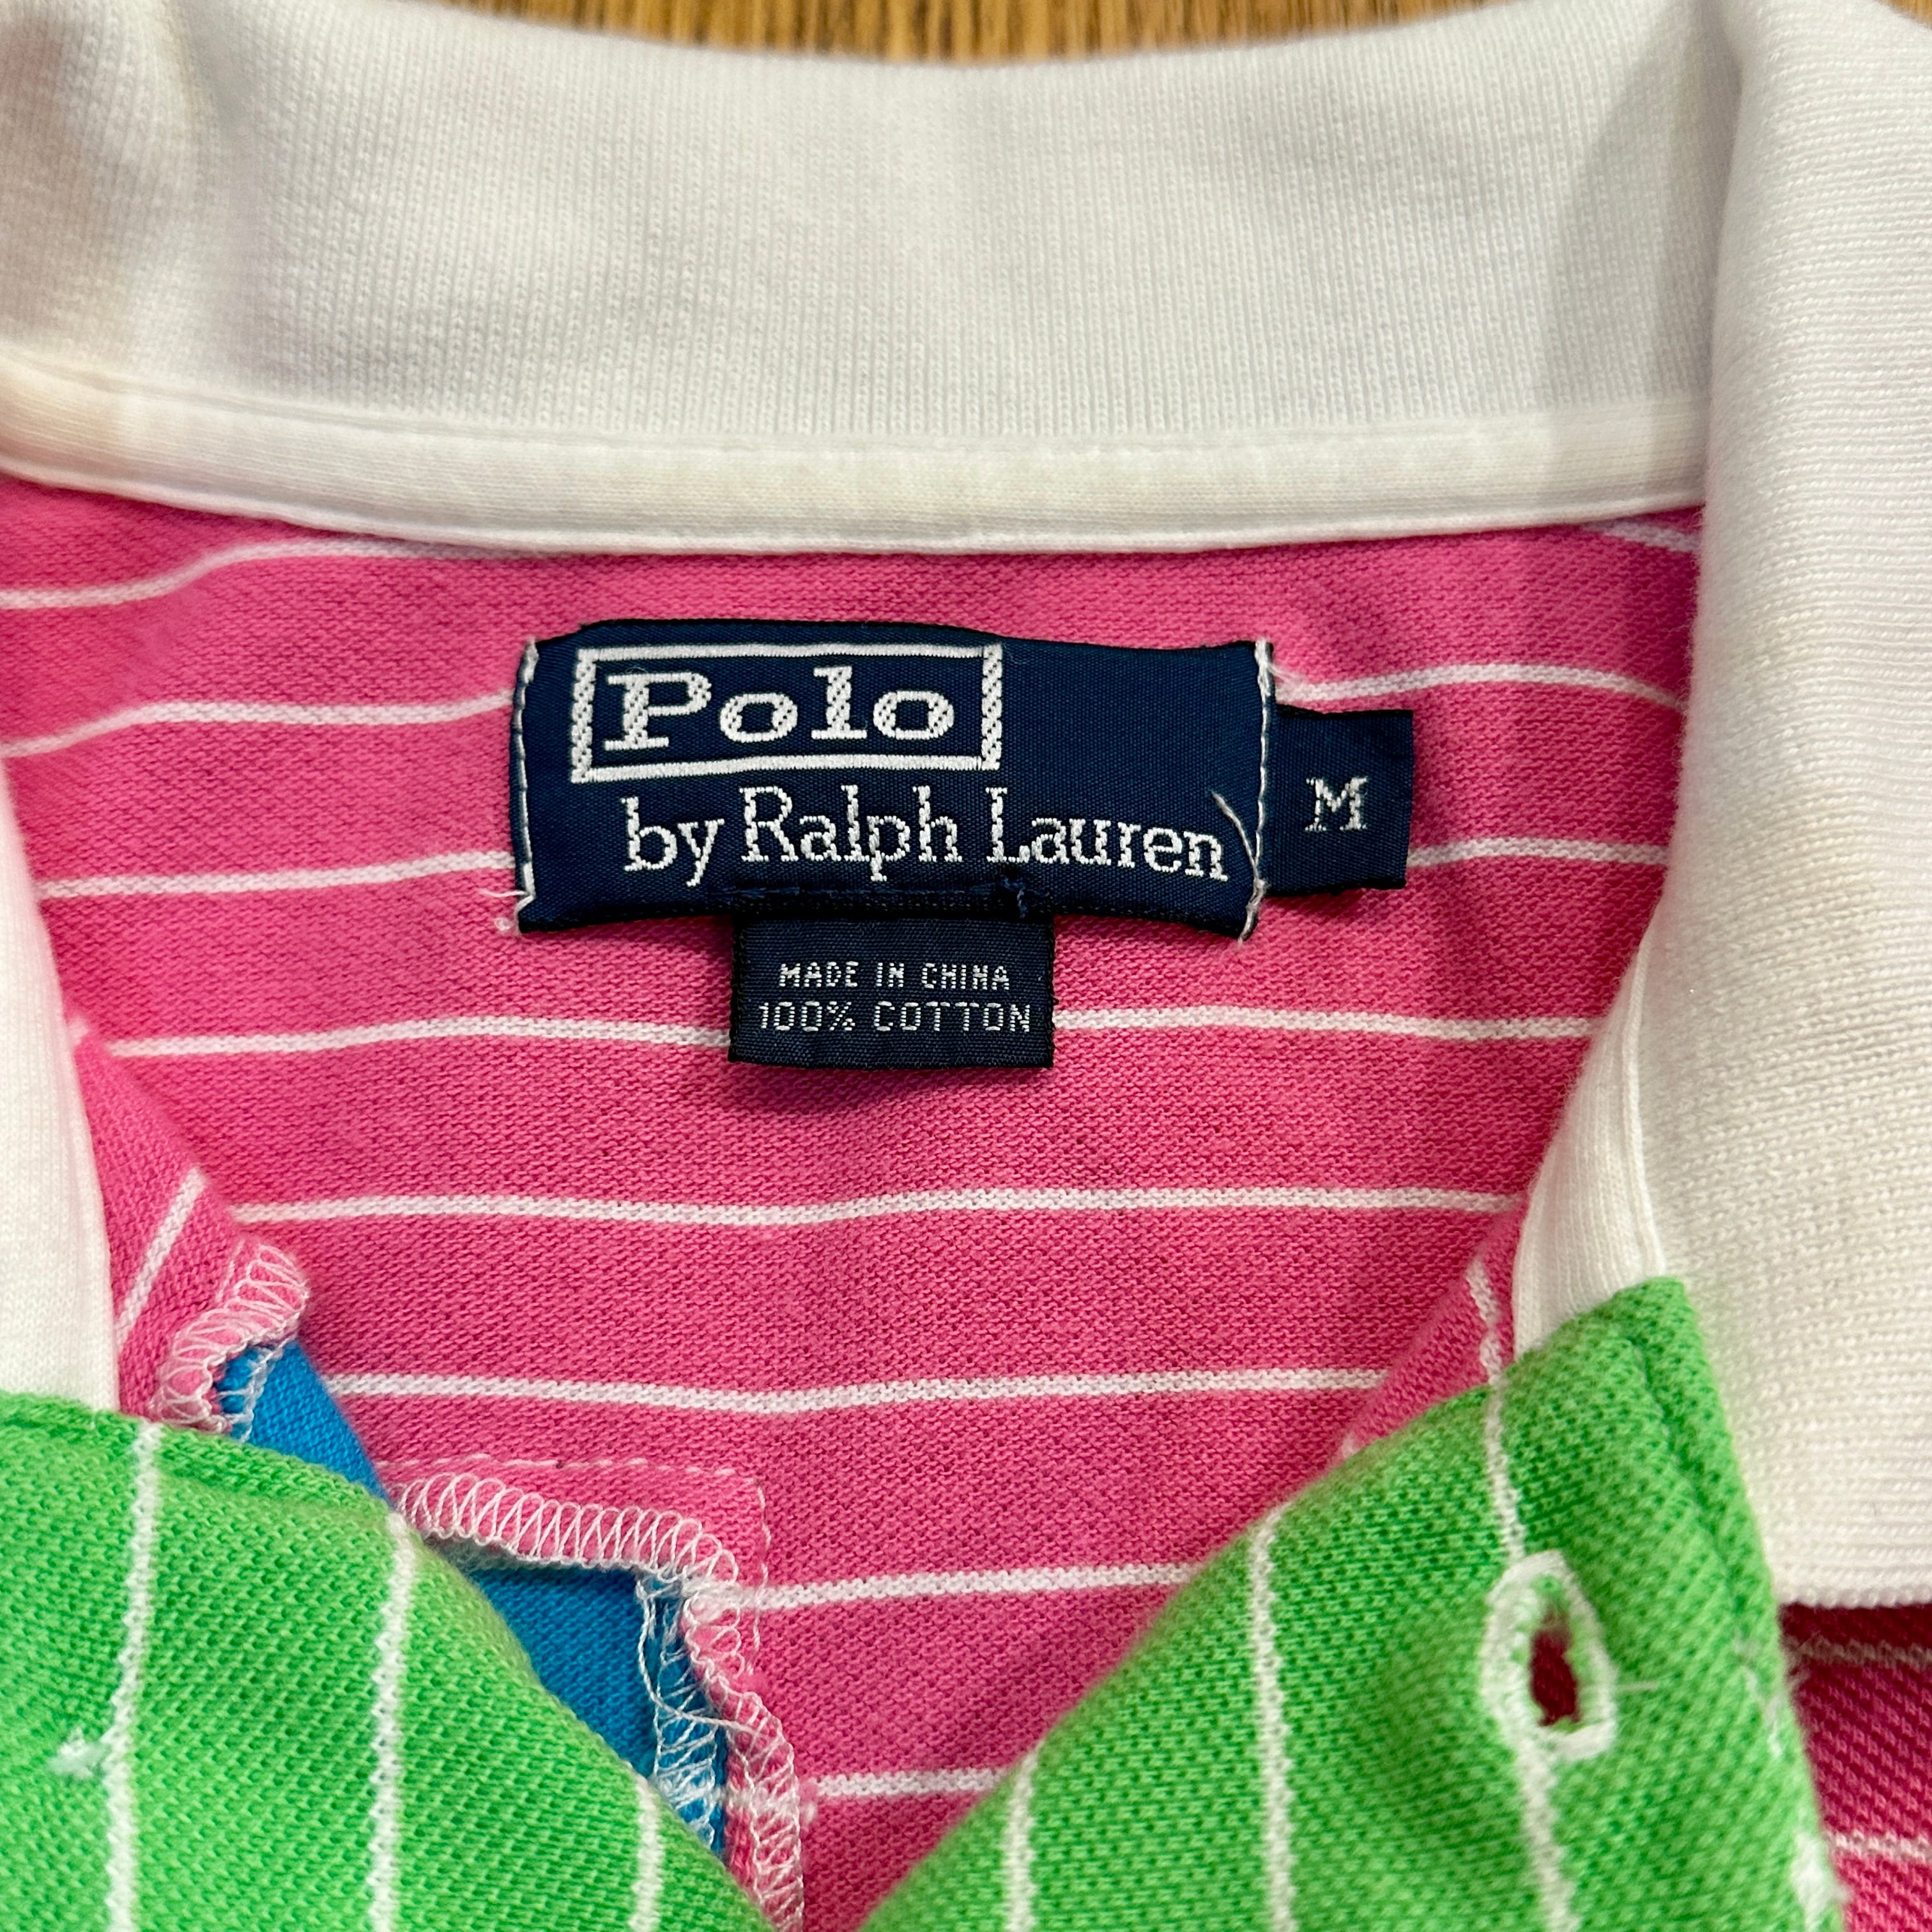 Polo
by Ralph Lauren
M
MADE IN CHINA
100% COTTON